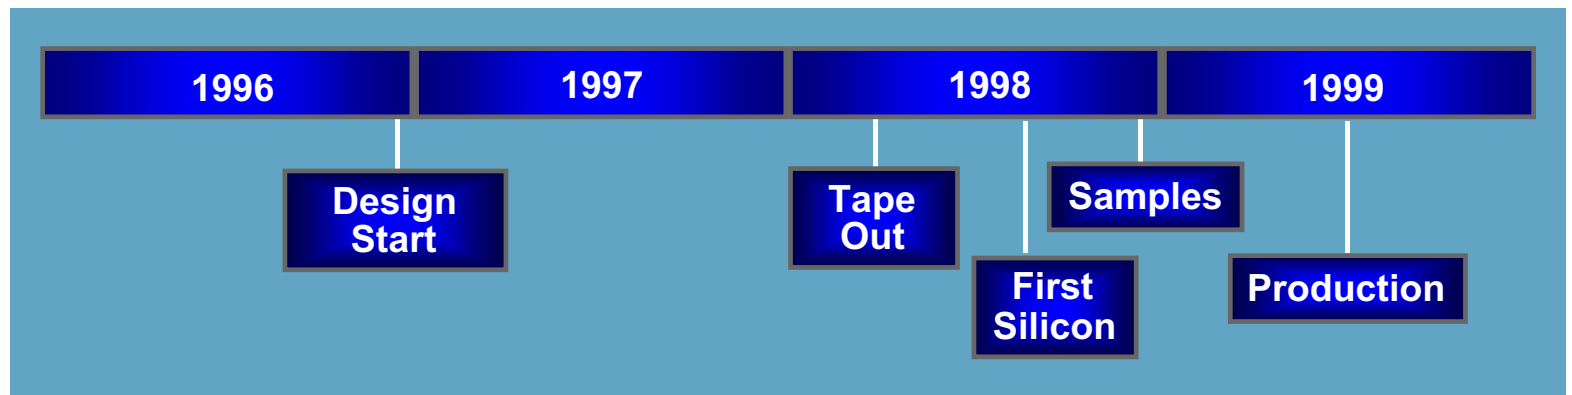 1996
1997
1998
1999
Design
Start
Tape
Out
First
Silicon
Samples
Production